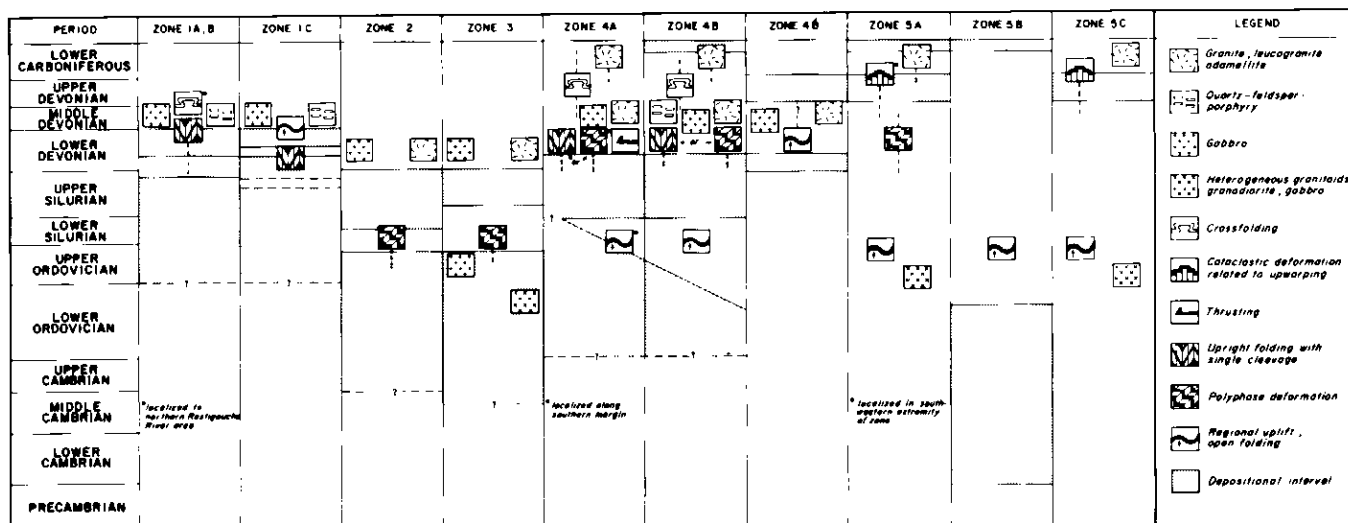 PERIOD ZONE 1A, B ZONE 1C ZONE 2 ZONE 3 ZONE 4A ZONE 4B ZONE 4B' ZONE 5A ZONE 5B ZONE 5C LEGEND
LOWER
CARBONIFEROUS
UPPER
DEVONIAN
MIDDLE
DEVONIAN
LOWER
DEVONIAN
UPPER
SILURIAN
LOWER
SILURIAN
UPPER
ORDOVICIAN
LOWER
ORDOVICIAN
UPPER
CAMBRIAN
MIDDLE
CAMBRIAN
LOWER
CAMBRIAN
PRECAMBRIAN
or
or
* localized to
northern Restigouche
River area
* localized along
southern margin
* localized in south
western extremity
of zone
Granite, leucogranite
adamellite
Quartz-feldspar-
porphyry
Gabbro
Heterogeneous granitoids
granodiorite, gabbro
Crossfolding
Cataclastic deformation
related to upwarping
Thrusting
Upright folding with
single cleavage
Polyphase deformation
Regional uplift,
open folding
Depositional interval